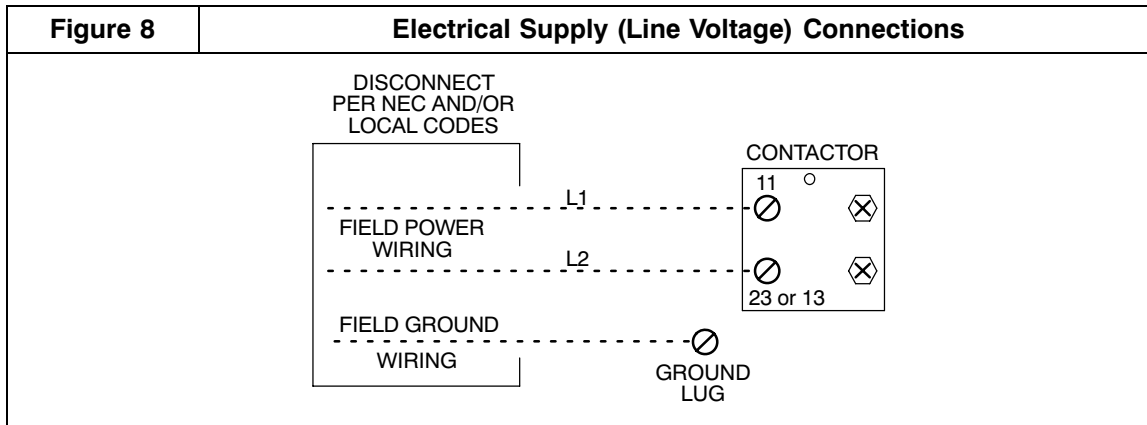 Figure 8
Electrical Supply (Line Voltage) Connections
DISCONNECT
PER NEC AND/OR
LOCAL CODES
CONTACTOR
11
L1
FIELD POWER
WIRING
L2
23 or 13
FIELD GROUND
WIRING
GROUND
LUG